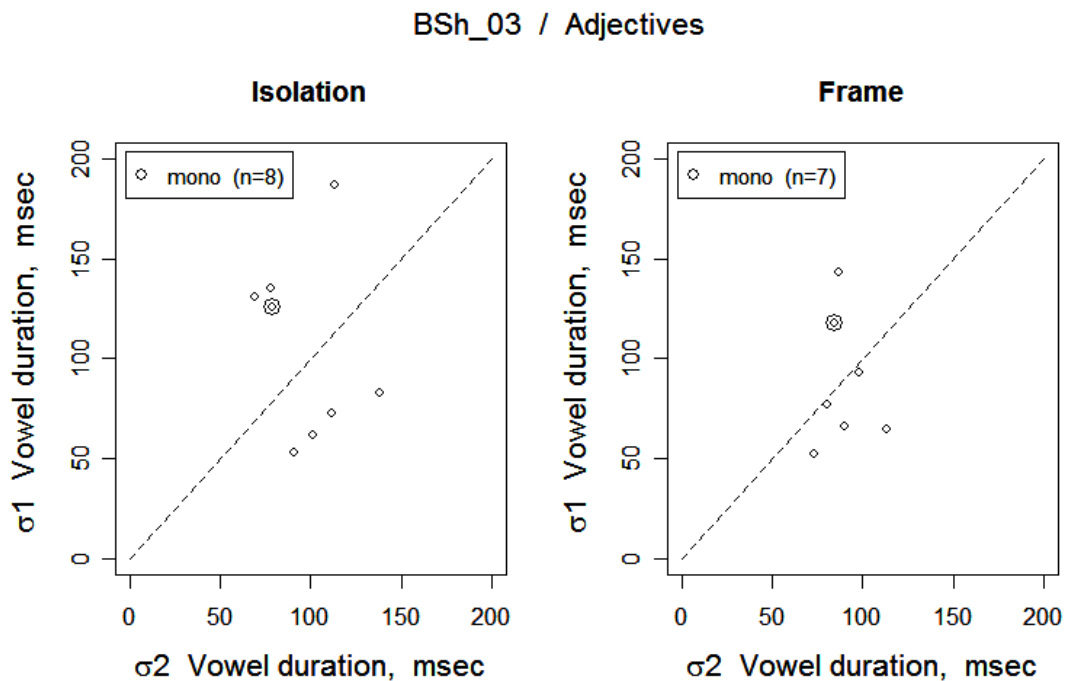 BSh_03 / Adjectives
Isolation
mono (n=8)
σ1 Vowel duration, msec
0
50
100
150
200
0
50
100
150
200
σ2 Vowel duration, msec
Frame
mono (n=7)
σ1 Vowel duration, msec
0
50
100
150
200
0
50
100
150
200
σ2 Vowel duration, msec